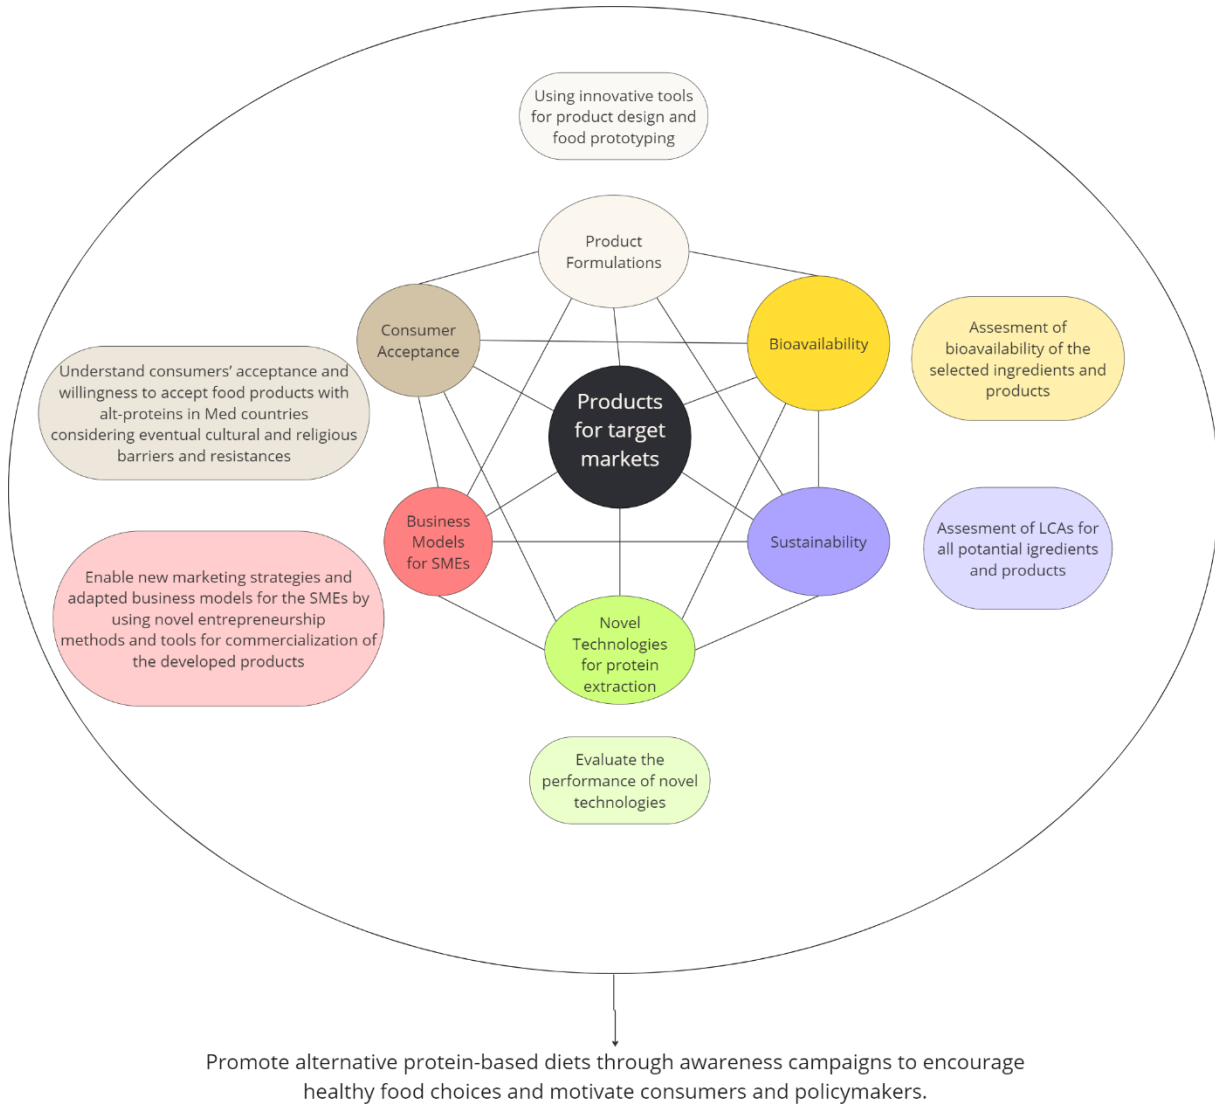 Using innovative tools
for product design and
food prototyping
Product
Formulations
Consumer
Acceptance
Bioavailability
Assesment of
bioavailability of the
selected ingredients and
products
Understand consumers’ acceptance and
willingness to accept food products with
alt-proteins in Med countries
considering eventual cultural and religious
barriers and resistances
Products
for target
markets
Business
Models
for SMEs
Sustainability
Assesment of LCAs for
all potantial igredients
and products
Enable new marketing strategies and
adapted business models for the SMEs by
using novel entrepreneurship
methods and tools for commercialization of
the developed products
Novel
Technologies
for protein
extraction
Evaluate the
performance of novel
technologies
Promote alternative protein-based diets through awareness campaigns to encourage
healthy food choices and motivate consumers and policymakers.